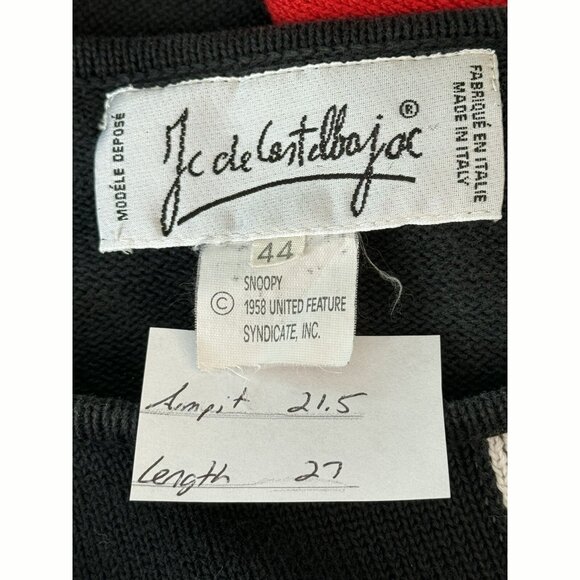 MODÈLE DEPOSÉ
Jc de Castelbajac ®
FABRIQUÉ EN ITALIE
MADE IN ITALY
44
SNOOPY
© 1958 UNITED FEATURE
SYNDICATE, INC.
Armpit 21.5
Length 27